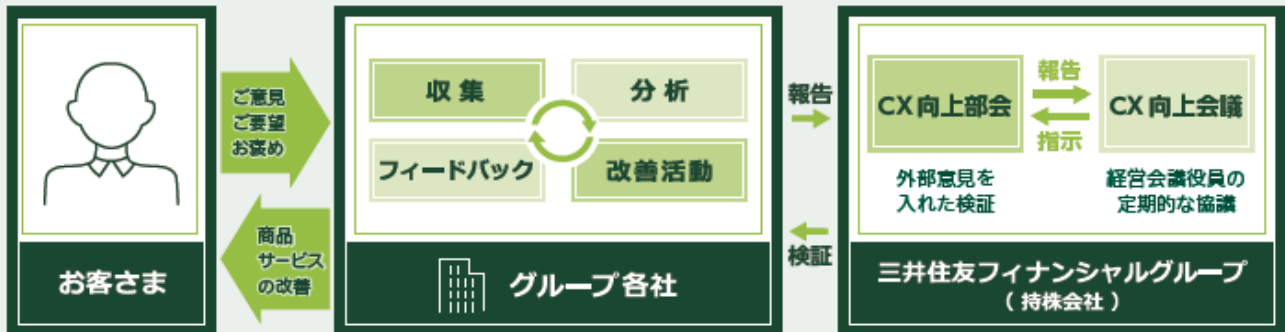 お客さま
ご意見
ご要望
お褒め
商品
サービス
の改善
収集
分析
フィードバック
改善活動
グループ各社
報告
検証
CX向上部会
報告
指示
CX向上会議
外部意見を
入れた検証
経営会議役員の
定期的な協議
三井住友フィナンシャルグループ
（持株会社）